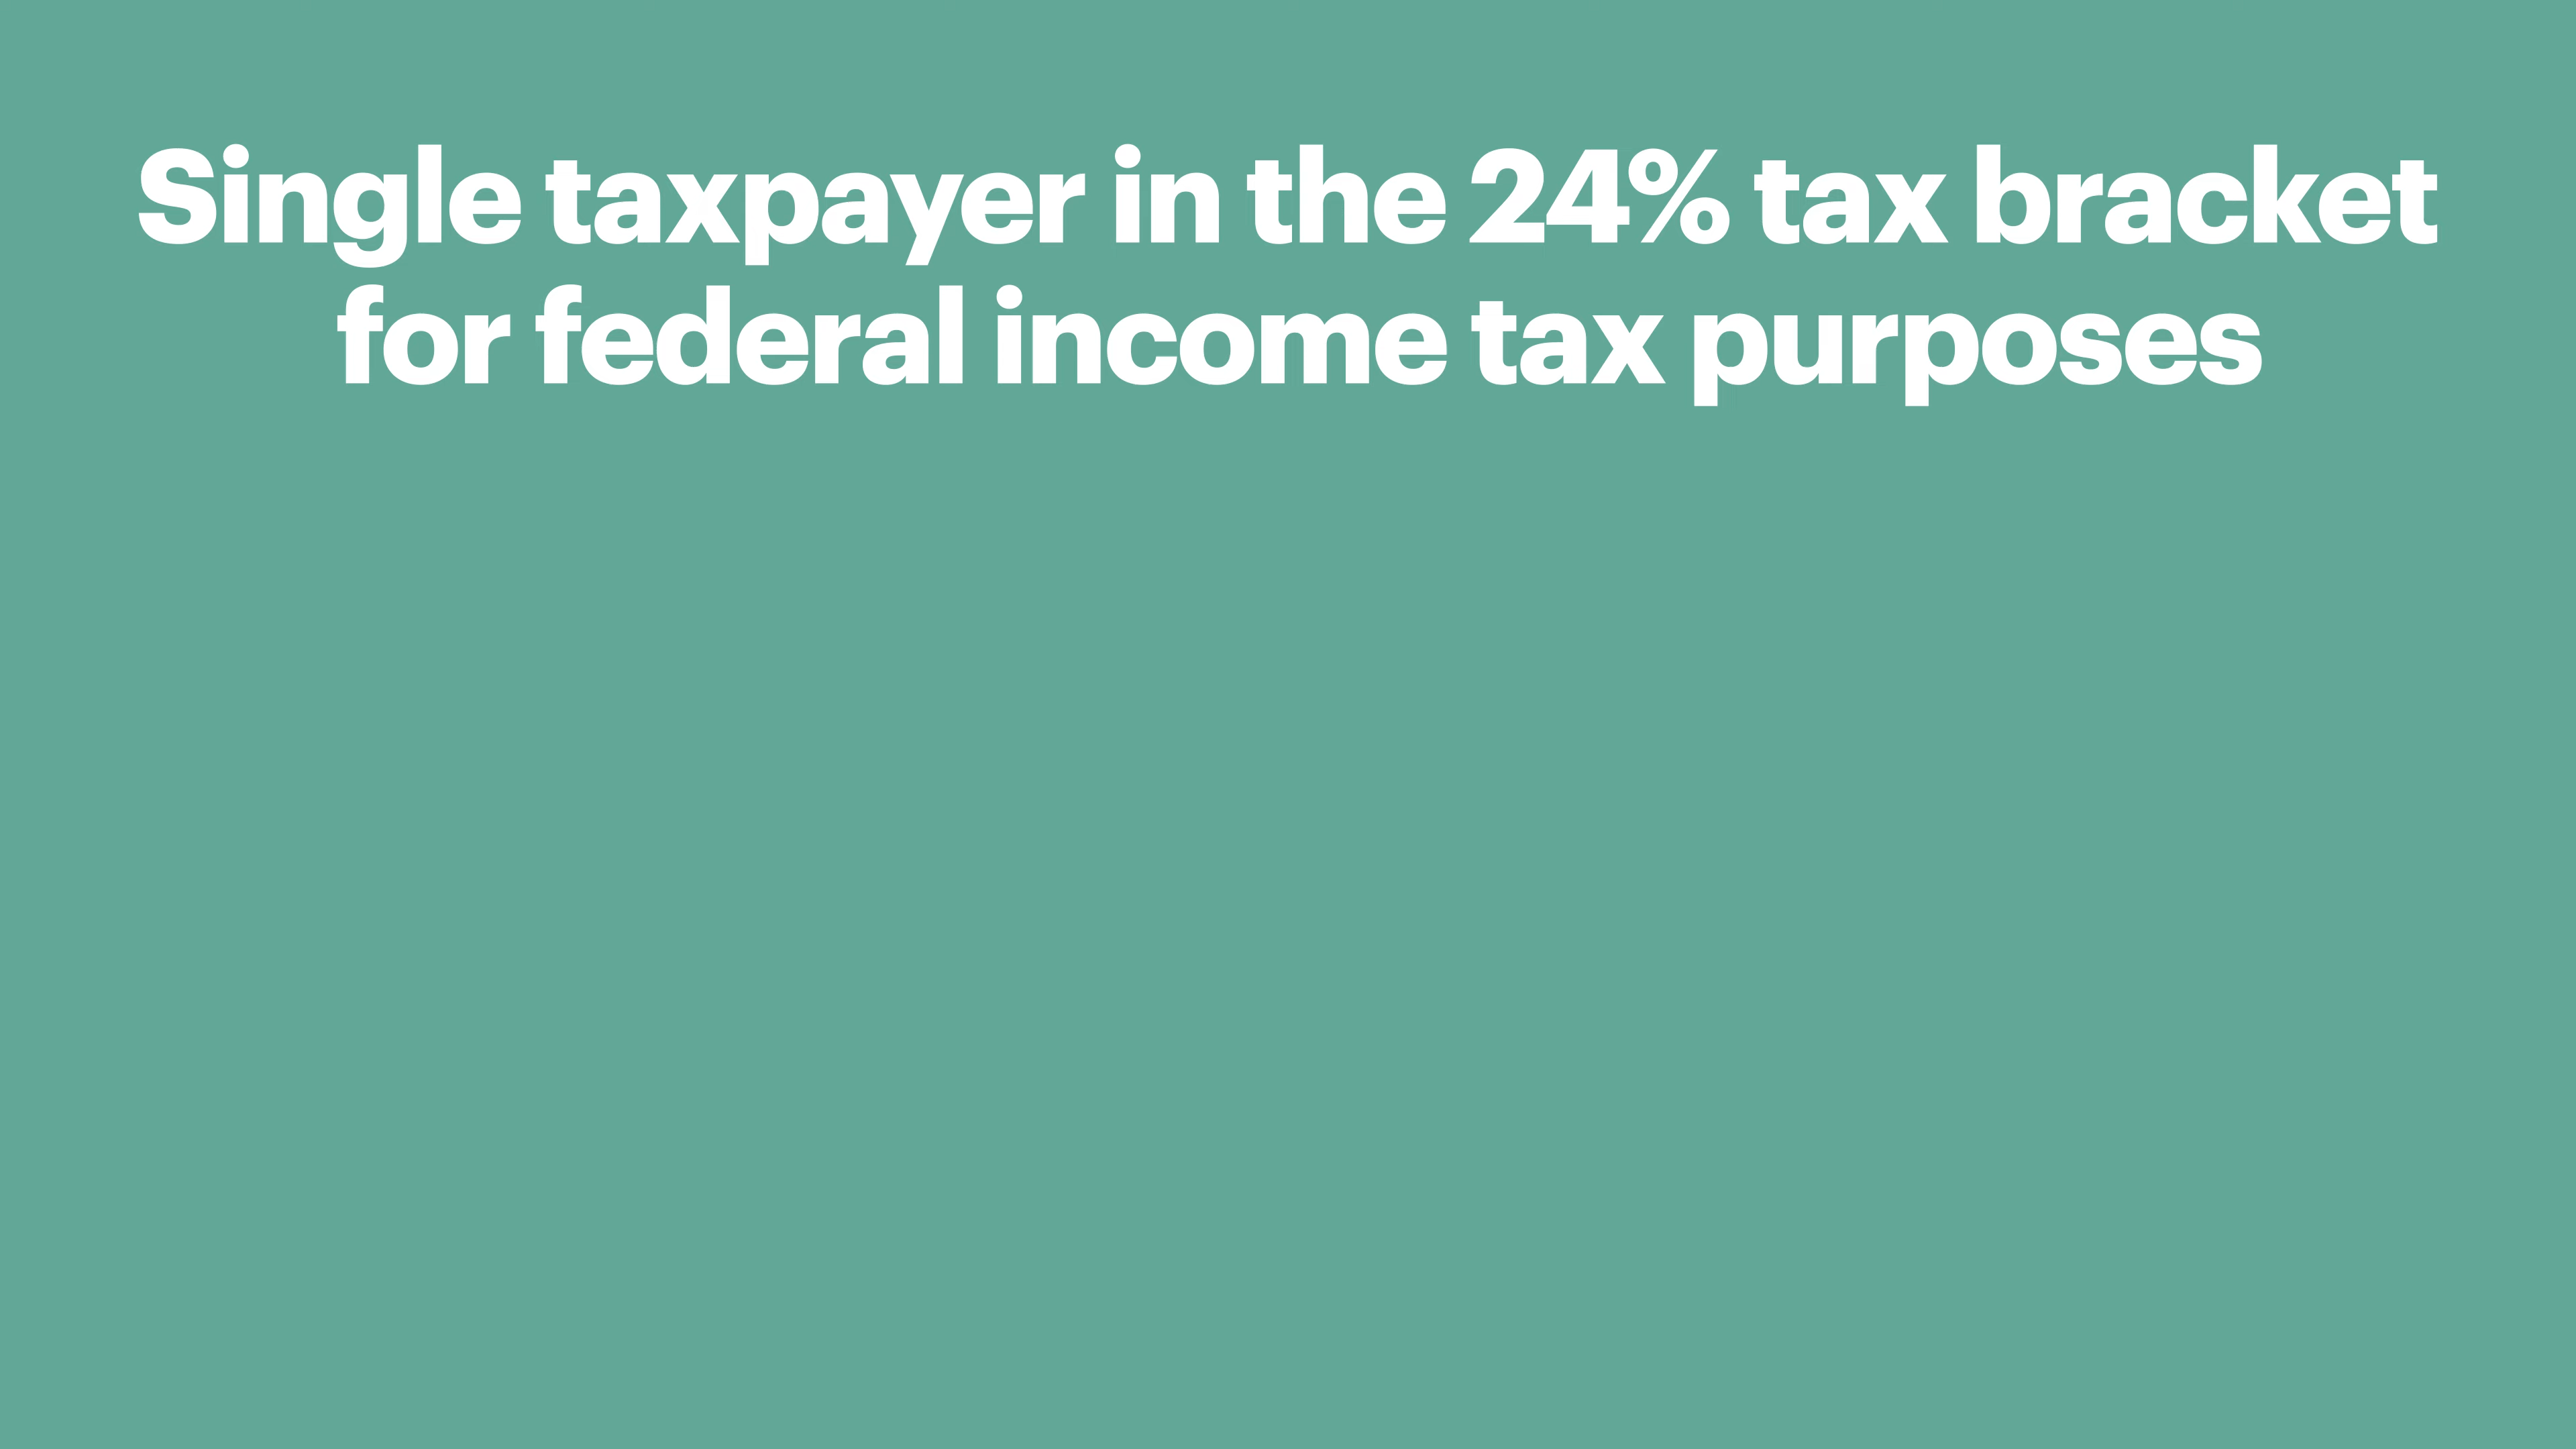 Single taxpayer in the 24% tax bracket
for federal income tax purposes